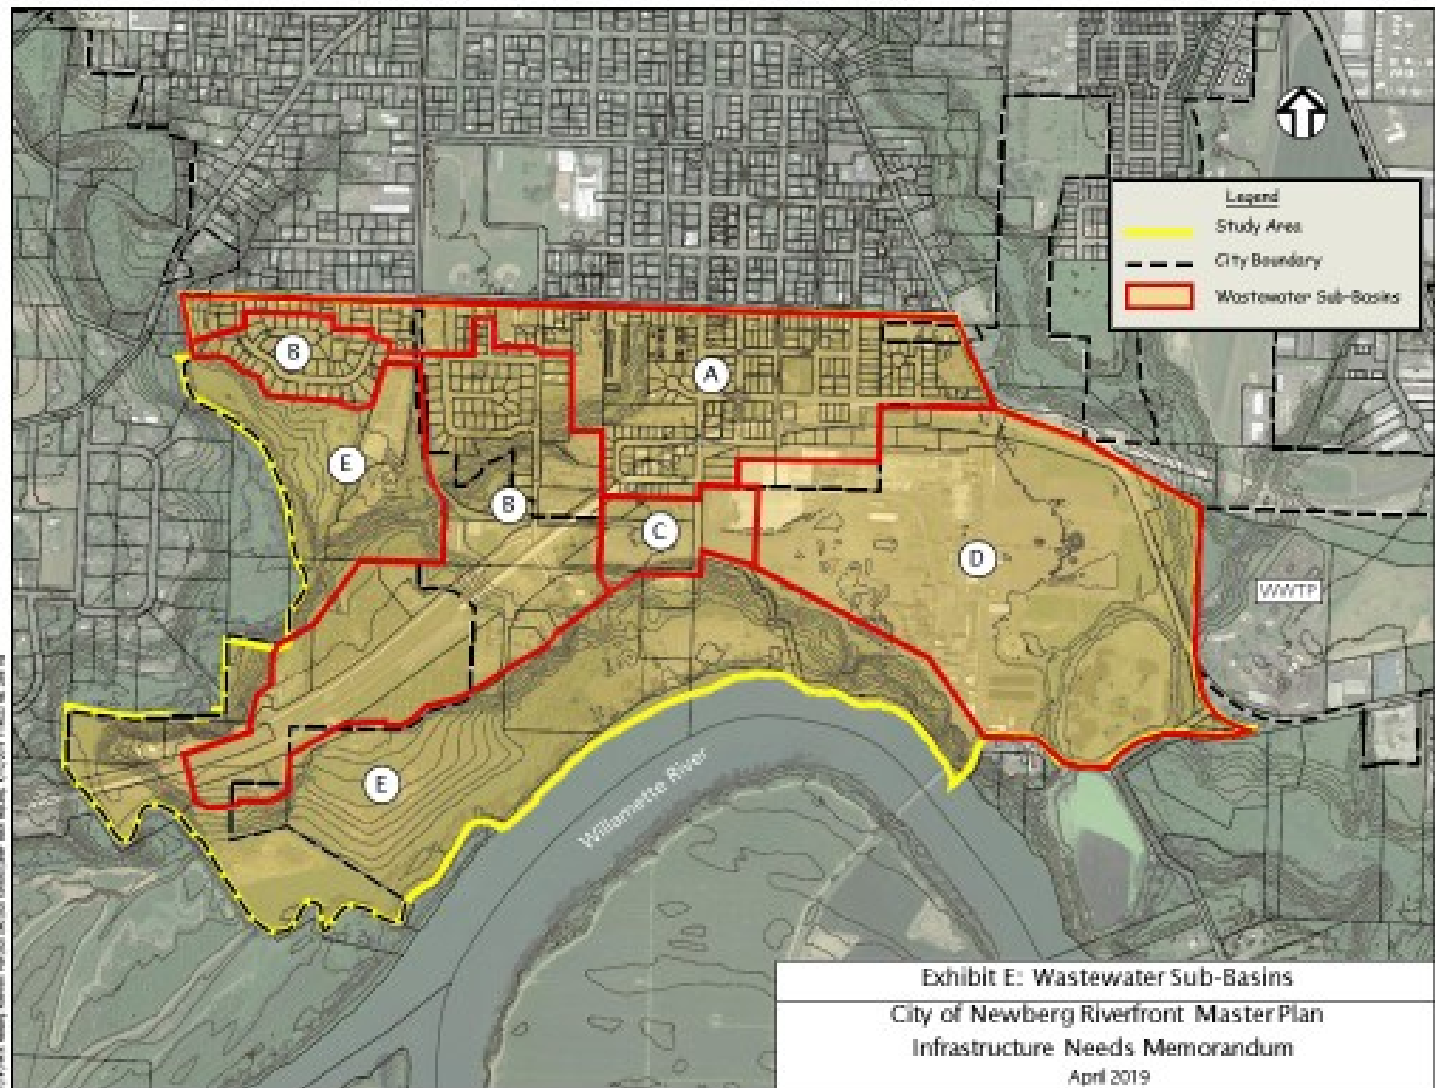 Legend
Study Area
City Boundary
Wastewater Sub-Basins
B
A
E
B
C
D
WWTP
E
Willamette River
Exhibit E: Wastewater Sub-Basins
City of Newberg Riverfront Master Plan
Infrastructure Needs Memorandum
April 2019